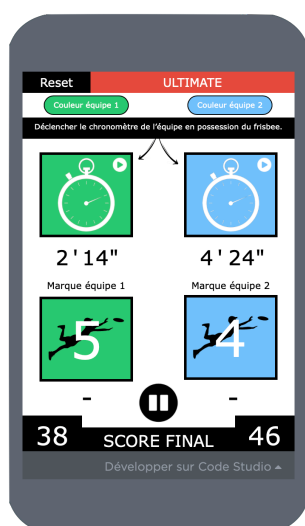 Reset
ULTIMATE
Couleur équipe 1
Couleur équipe 2
Déclencher le chronomètre de l'équipe en possession du frisbee.
2 ' 14"
4 ' 24"
Marque équipe 1
Marque équipe 2
5
4
-
-
38
SCORE FINAL
46
Développer sur Code Studio